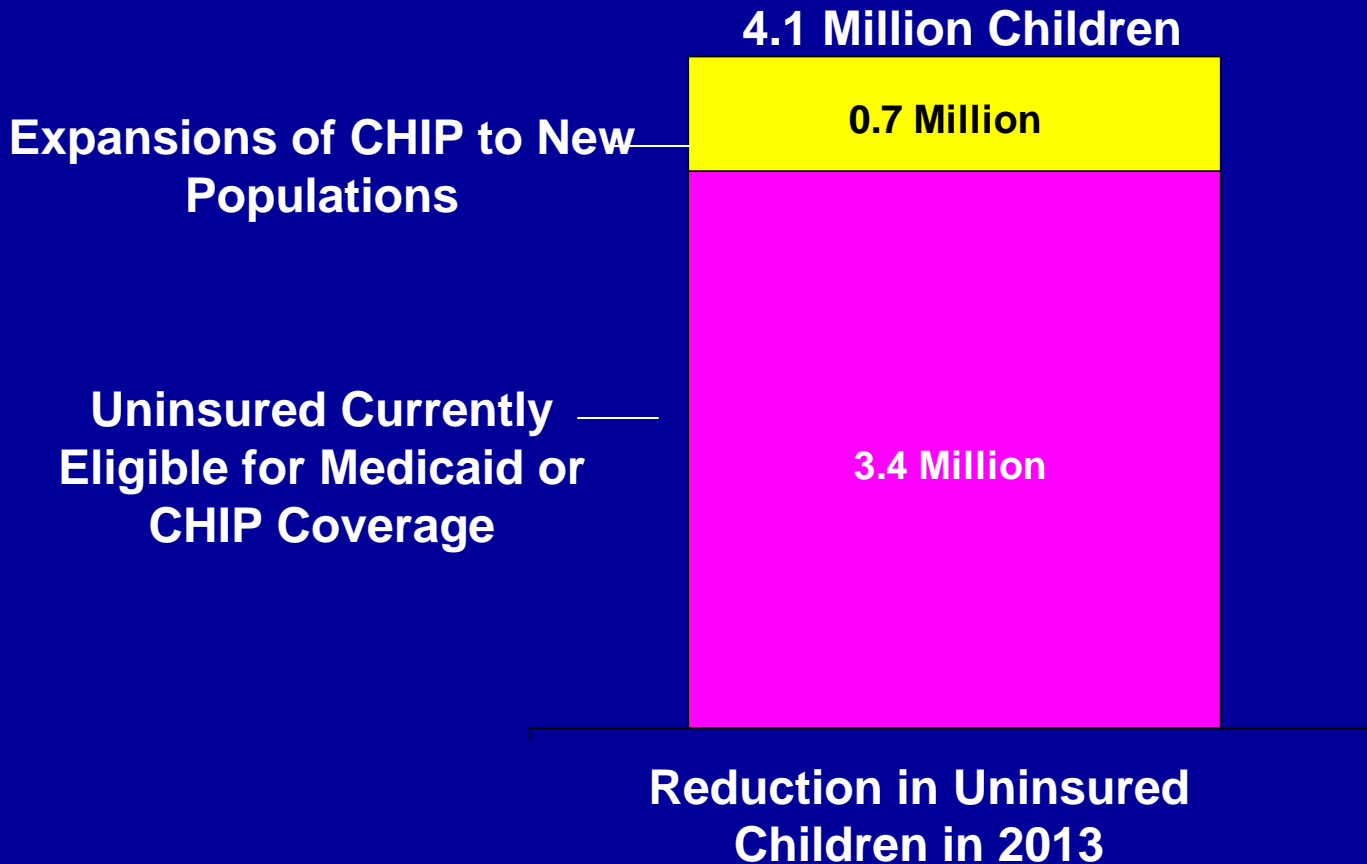 4.1 Million Children
0.7 Million
Expansions of CHIP to New
Populations
Uninsured Currently
Eligible for Medicaid or
CHIP Coverage
3.4 Million
Reduction in Uninsured
Children in 2013